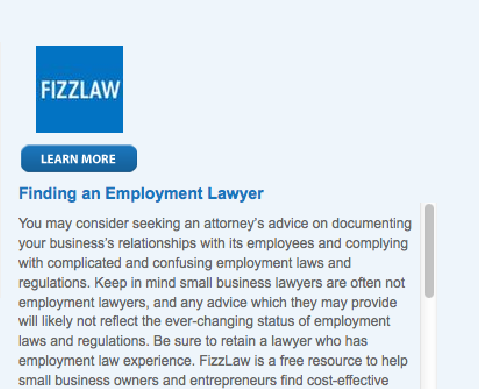 FIZZLAW
LEARN MORE
Finding an Employment Lawyer
You may consider seeking an attorney's advice on documenting
your business's relationships with its employees and complying
with complicated and confusing employment laws and
regulations. Keep in mind small business lawyers are often not
employment lawyers, and any advice which they may provide
will likely not reflect the ever-changing status of employment
laws and regulations. Be sure to retain a lawyer who has
employment law experience. FizzLaw is a free resource to help
small business owners and entrepreneurs find cost-effective